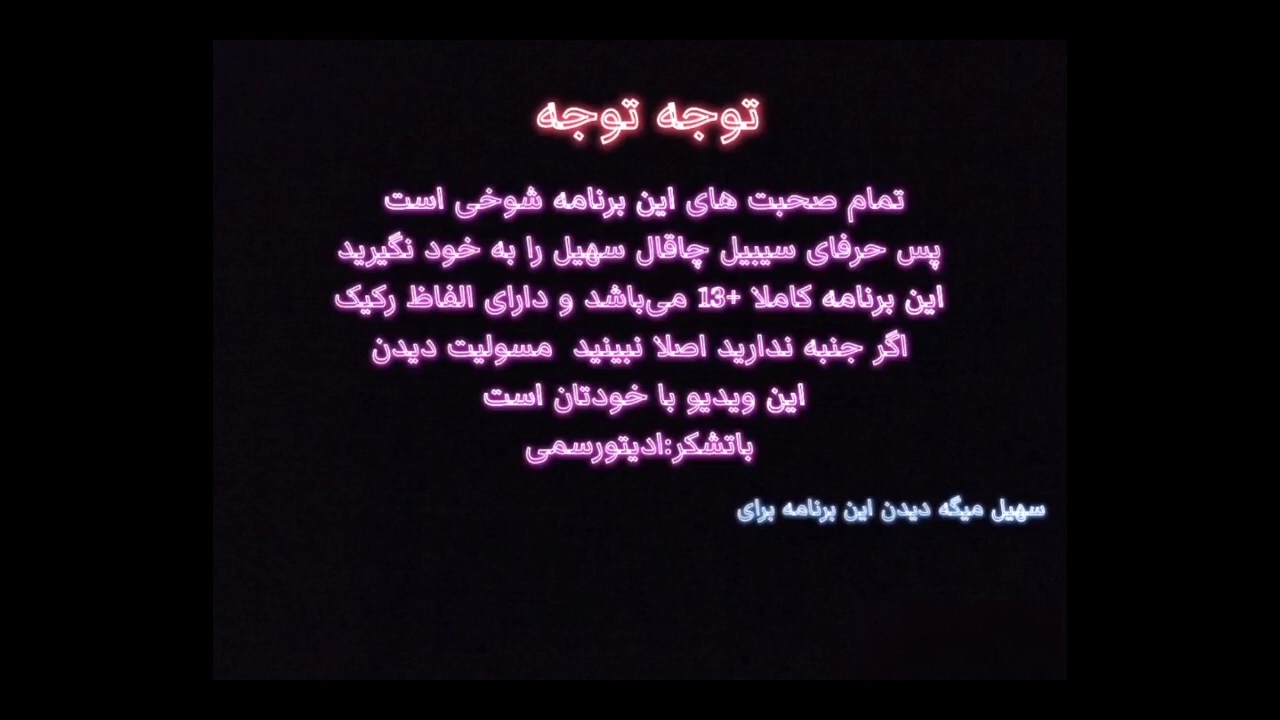 توجه توجه
تمام صحبت های این برنامه شوخی است
پس حرفای سیبیل چاقال سهیل را به خود نگیرید
این برنامه کاملا +13 می‌باشد و دارای الفاظ رکیک
اگر جنبه ندارید اصلا نبینید مسولیت دیدن
این ویدیو با خودتان است
باتشکر:ادیتورسمی
سهیل میگه دیدن این برنامه برای